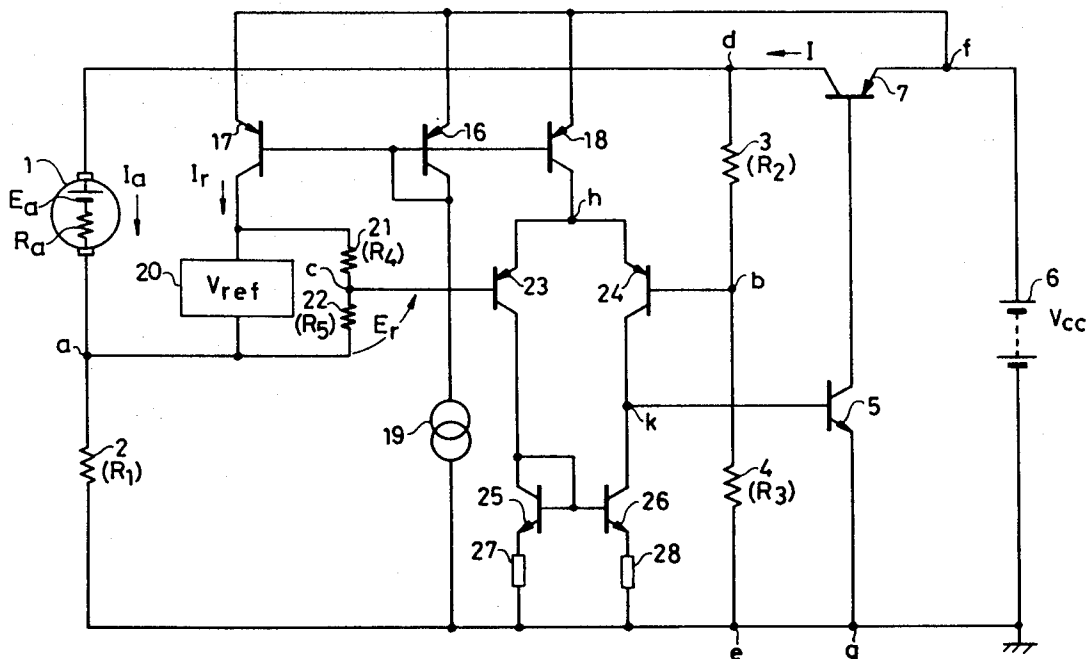 d
I
f
7
17
16
18
3
(R2)
1
Ia
Ea
Ra
Ir
h
21
(R4)
20
Vref
c
22
(R5)
Er
23
24
b
6
Vcc
a
k
5
19
2
(R1)
4
(R3)
25
26
27
28
e
g